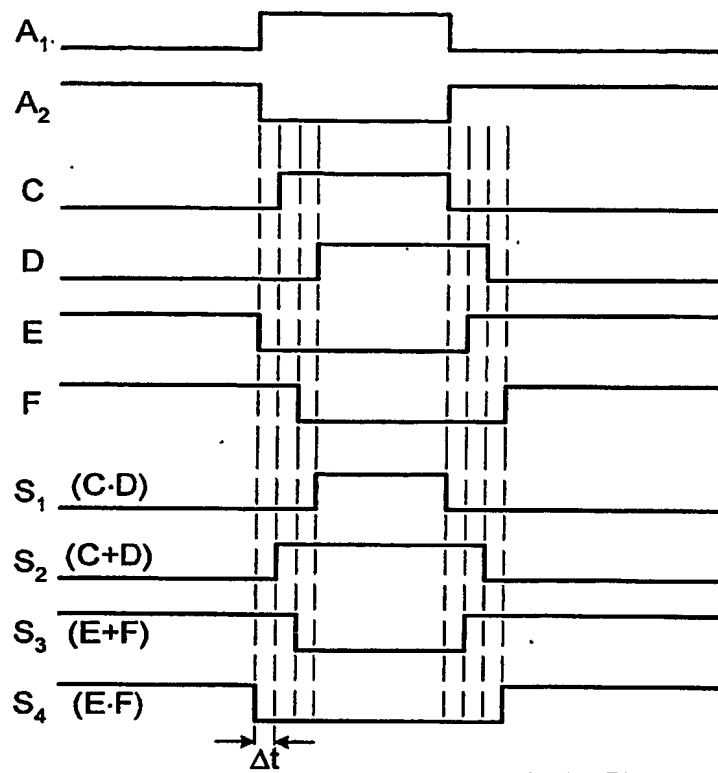 A₁
A₂
C
D
E
F
S₁ (C·D)
S₂ (C+D)
S₃ (E+F)
S₄ (E·F)
Δt